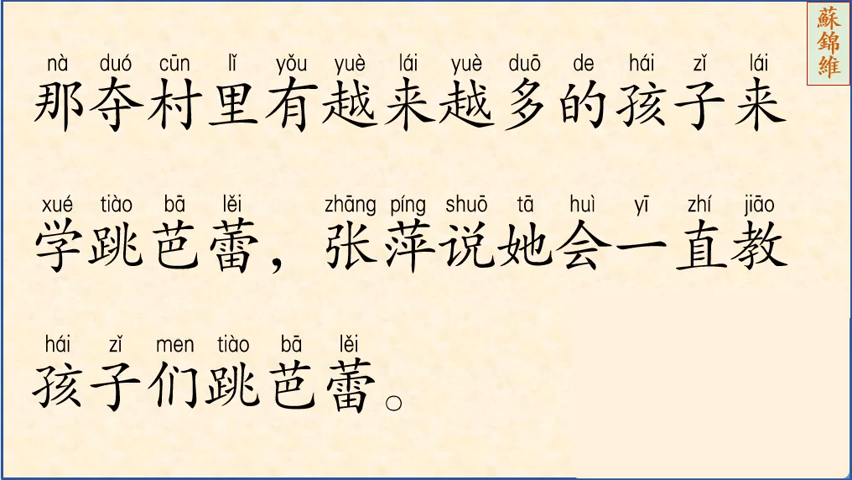 nà duó cūn lǐ yǒu yuè lái yuè duō de hái zǐ lái
那夺村里有越来越多的孩子来
xué tiào bā lěi zhāng píng shuō tā huì yī zhí jiāo
学跳芭蕾，张萍说她会一直教
hái zǐ men tiào bā lěi
孩子们跳芭蕾。
蘇錦維